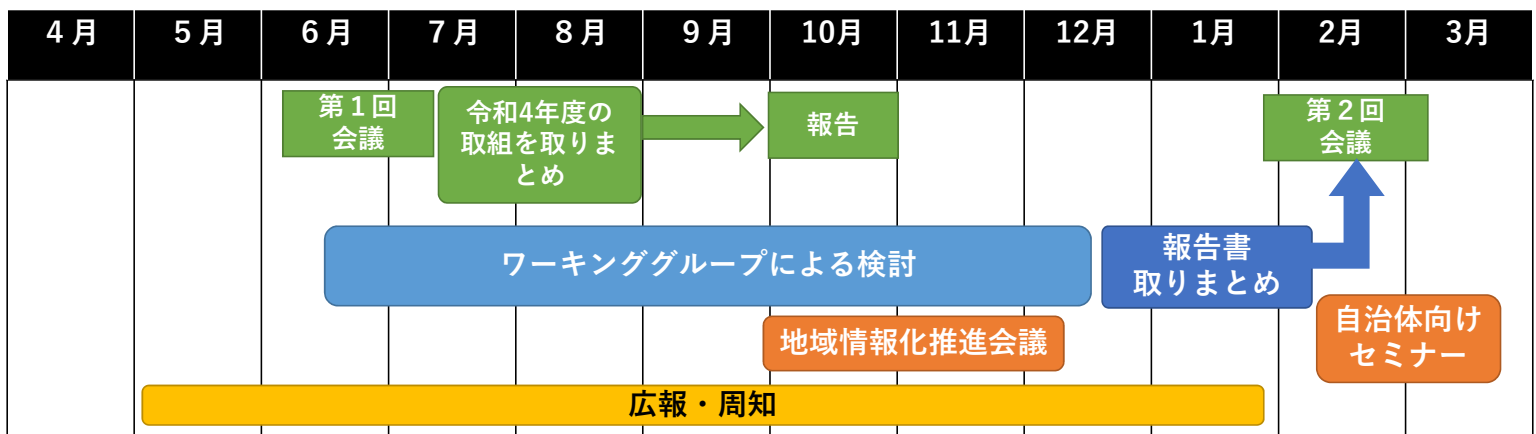 4月 5月 6月 7月 8月 9月 10月 11月 12月 1月 2月 3月
第1回
会議
令和4年度の
取組を取りま
とめ
報告
第2回
会議
ワーキンググループによる検討
報告書
取りまとめ
地域情報化推進会議
自治体向け
セミナー
広報・周知